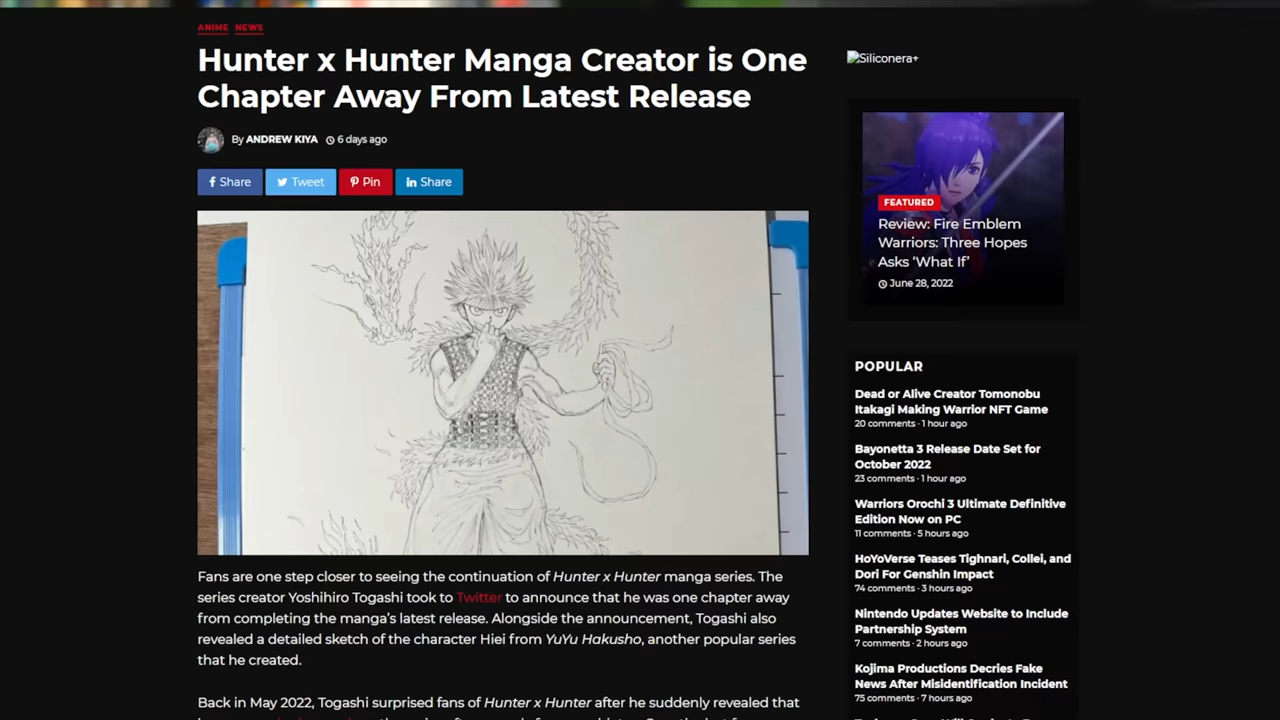 ANIME NEWS
Hunter x Hunter Manga Creator is One
Chapter Away From Latest Release
By ANDREW KIYA 6 days ago
Share Tweet Pin Share
Fans are one step closer to seeing the continuation of Hunter x Hunter manga series. The
series creator Yoshihiro Togashi took to Twitter to announce that he was one chapter away
from completing the manga's latest release. Alongside the announcement, Togashi also
revealed a detailed sketch of the character Hiei from YuYu Hakusho, another popular series
that he created.
Back in May 2022, Togashi surprised fans of Hunter x Hunter after he suddenly revealed that
Siliconera+
FEATURED
Review: Fire Emblem
Warriors: Three Hopes
Asks 'What If'
June 28, 2022
POPULAR
Dead or Alive Creator Tomonobu
Itakagi Making Warrior NFT Game
20 comments · 1 hour ago
Bayonetta 3 Release Date Set for
October 2022
23 comments · 1 hour ago
Warriors Orochi 3 Ultimate Definitive
Edition Now on PC
11 comments · 5 hours ago
HoYoVerse Teases Tighnari, Collei, and
Dori For Genshin Impact
74 comments · 3 hours ago
Nintendo Updates Website to Include
Partnership System
7 comments · 2 hours ago
Kojima Productions Decries Fake
News After Misidentification Incident
75 comments · 7 hours ago